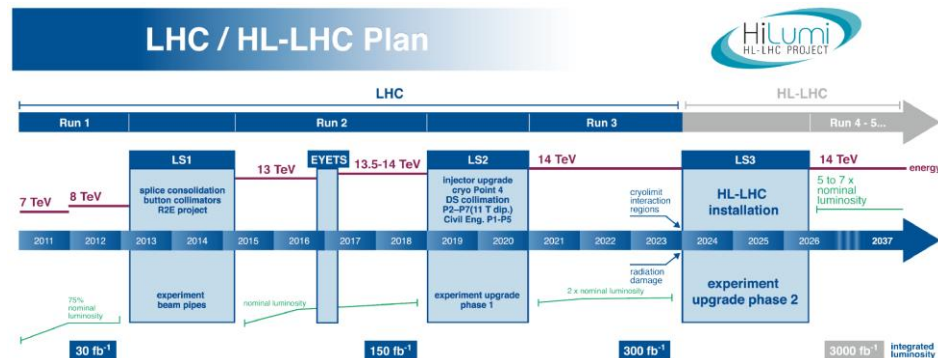 LHC / HL-LHC Plan
HiLumi
HL-LHC PROJECT
LHC
HL-LHC
Run 1
Run 2
Run 3
Run 4 - 5...
LS1
splice consolidation
button collimators
R2E project
EYETS
LS2
injector upgrade
cryo Point 4
DS collimation
P2-P7(11 T dip.)
Civil Eng. P1-P5
LS3
HL-LHC
installation
7 TeV
8 TeV
13 TeV
13.5-14 TeV
14 TeV
14 TeV
energy
5 to 7 x
nominal
luminosity
cryolimit
interaction
regions
2011
2012
2013
2014
2015
2016
2017
2018
2019
2020
2021
2022
2023
2024
2025
2026
2037
radiation
damage
75%
nominal
luminosity
experiment
beam pipes
nominal luminosity
experiment upgrade
phase 1
2 x nominal luminosity
experiment
upgrade phase 2
30 fb⁻¹
150 fb⁻¹
300 fb⁻¹
3000 fb⁻¹
integrated
luminosity